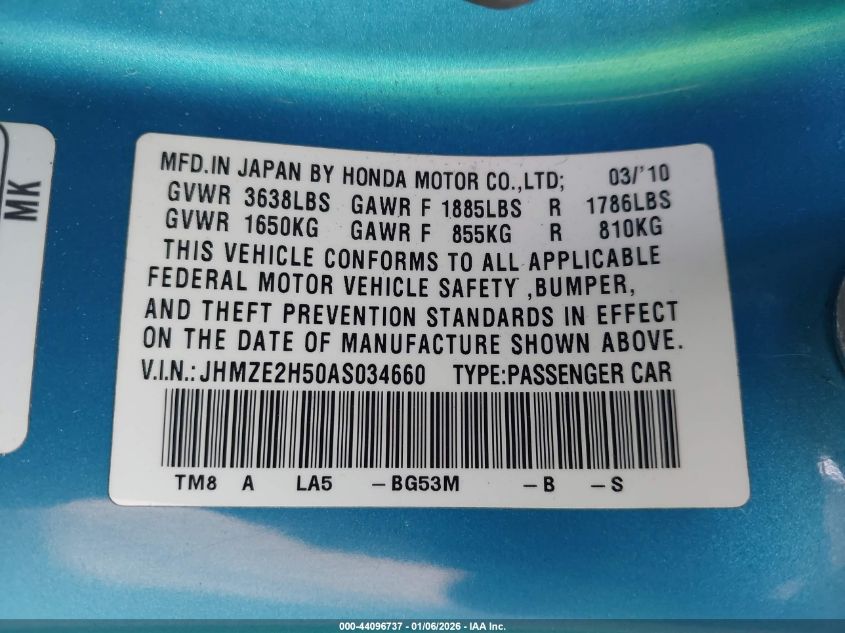 MK
MFD.IN JAPAN BY HONDA MOTOR CO.,LTD; 03/'10
GVWR 3638LBS GAWR F 1885LBS R 1786LBS
GVWR 1650KG GAWR F 855KG R 810KG
THIS VEHICLE CONFORMS TO ALL APPLICABLE
FEDERAL MOTOR VEHICLE SAFETY ,BUMPER,
AND THEFT PREVENTION STANDARDS IN EFFECT
ON THE DATE OF MANUFACTURE SHOWN ABOVE.
V.I.N.: JHMZE2H50AS034660 TYPE:PASSENGER CAR
TM8 A LA5 -BG53M -B -S
000-44096737 - 01/06/2026 - IAA Inc.